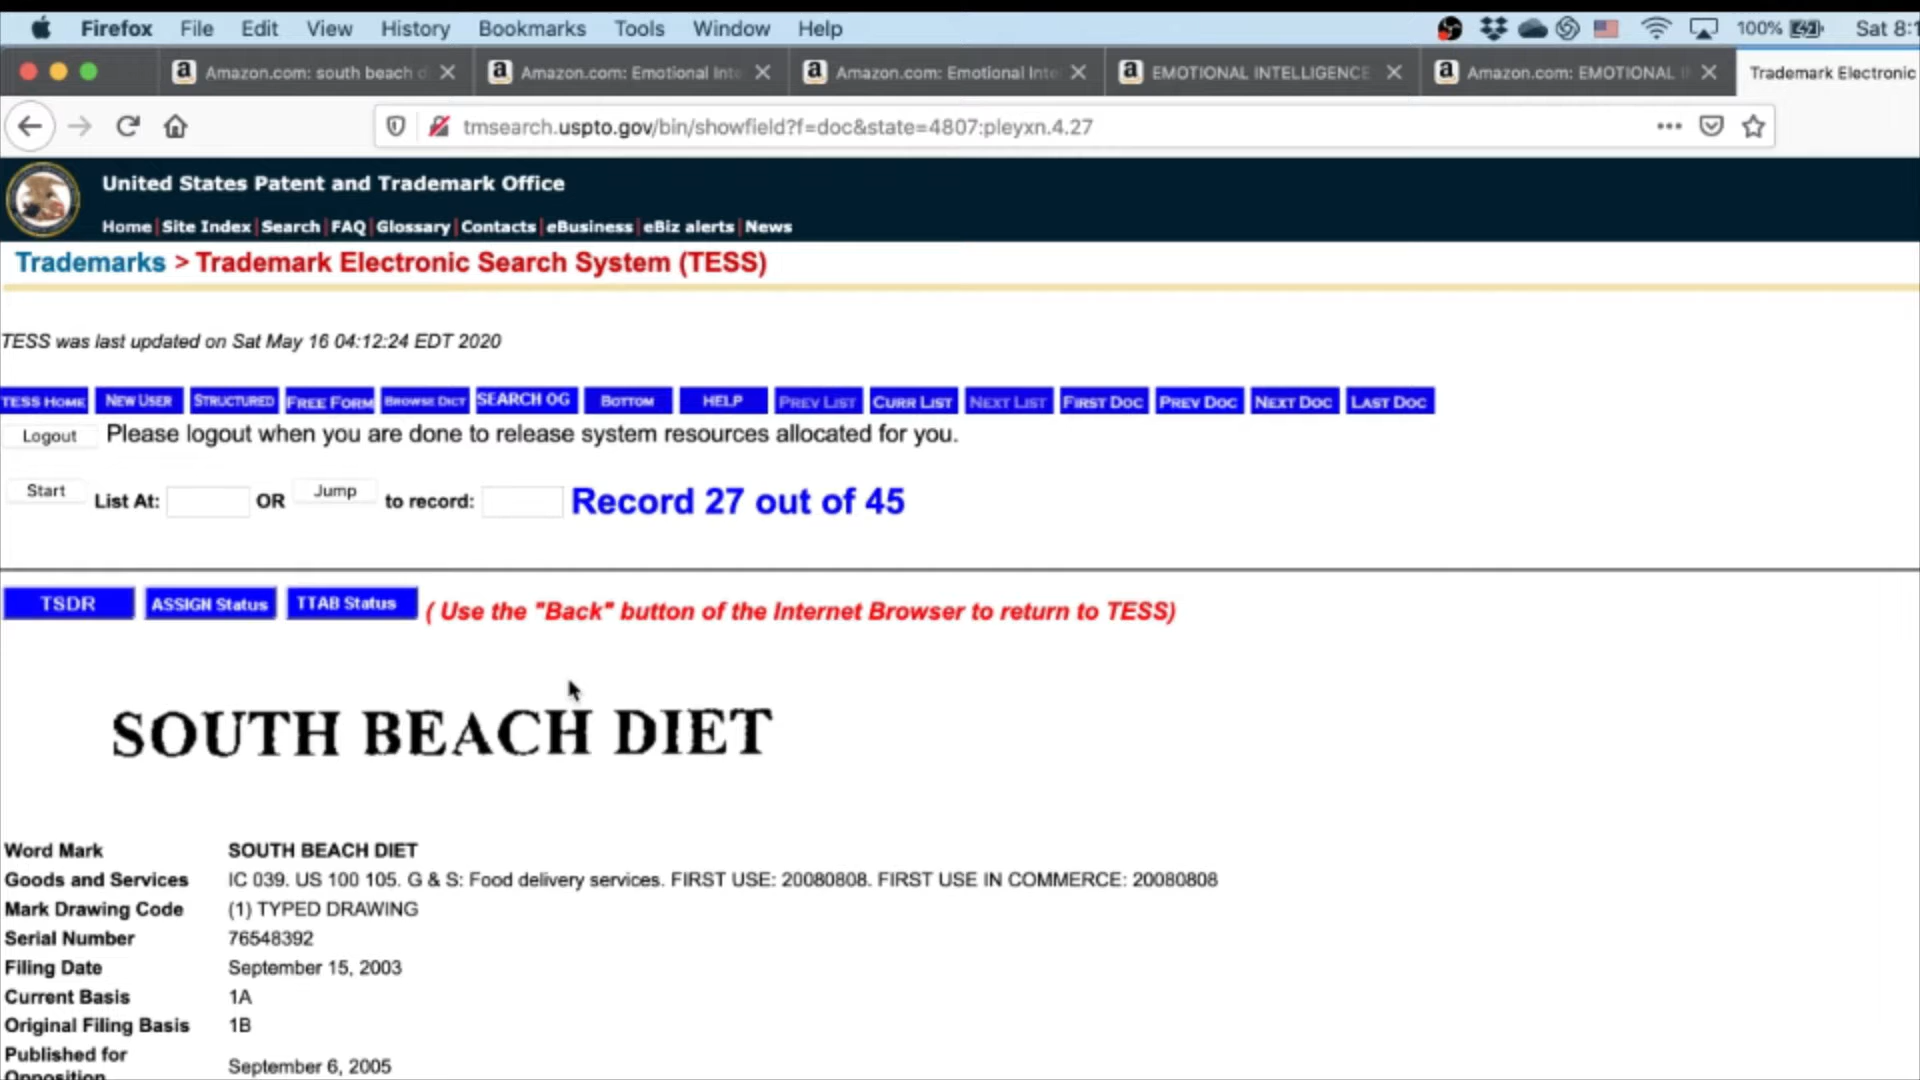 Firefox File Edit View History Bookmarks Tools Window Help 100% Sat 8:1
Amazon.com: south beach d Amazon.com: Emotional Inte Amazon.com: Emotional Inte EMOTIONAL INTELLIGENCE Amazon.com: EMOTIONAL I Trademark Electronic
tmsearch.uspto.gov/bin/showfield?f=doc&state=4807:pleyxn.4.27
United States Patent and Trademark Office
Home | Site Index | Search | FAQ | Glossary | Contacts | eBusiness | eBiz alerts | News
Trademarks > Trademark Electronic Search System (TESS)
TESS was last updated on Sat May 16 04:12:24 EDT 2020
TESS HOME NEW USER STRUCTURED FREE FORM BROWSE DICT SEARCH OG BOTTOM HELP PREV LIST CURR LIST NEXT LIST FIRST DOC PREV DOC NEXT DOC LAST DOC
Logout Please logout when you are done to release system resources allocated for you.
Start List At: OR Jump to record: Record 27 out of 45
TSDR ASSIGN Status TTAB Status ( Use the "Back" button of the Internet Browser to return to TESS)
SOUTH BEACH DIET
Word Mark SOUTH BEACH DIET
Goods and Services IC 039. US 100 105. G & S: Food delivery services. FIRST USE: 20080808. FIRST USE IN COMMERCE: 20080808
Mark Drawing Code (1) TYPED DRAWING
Serial Number 76548392
Filing Date September 15, 2003
Current Basis 1A
Original Filing Basis 1B
Published for
Opposition September 6, 2005